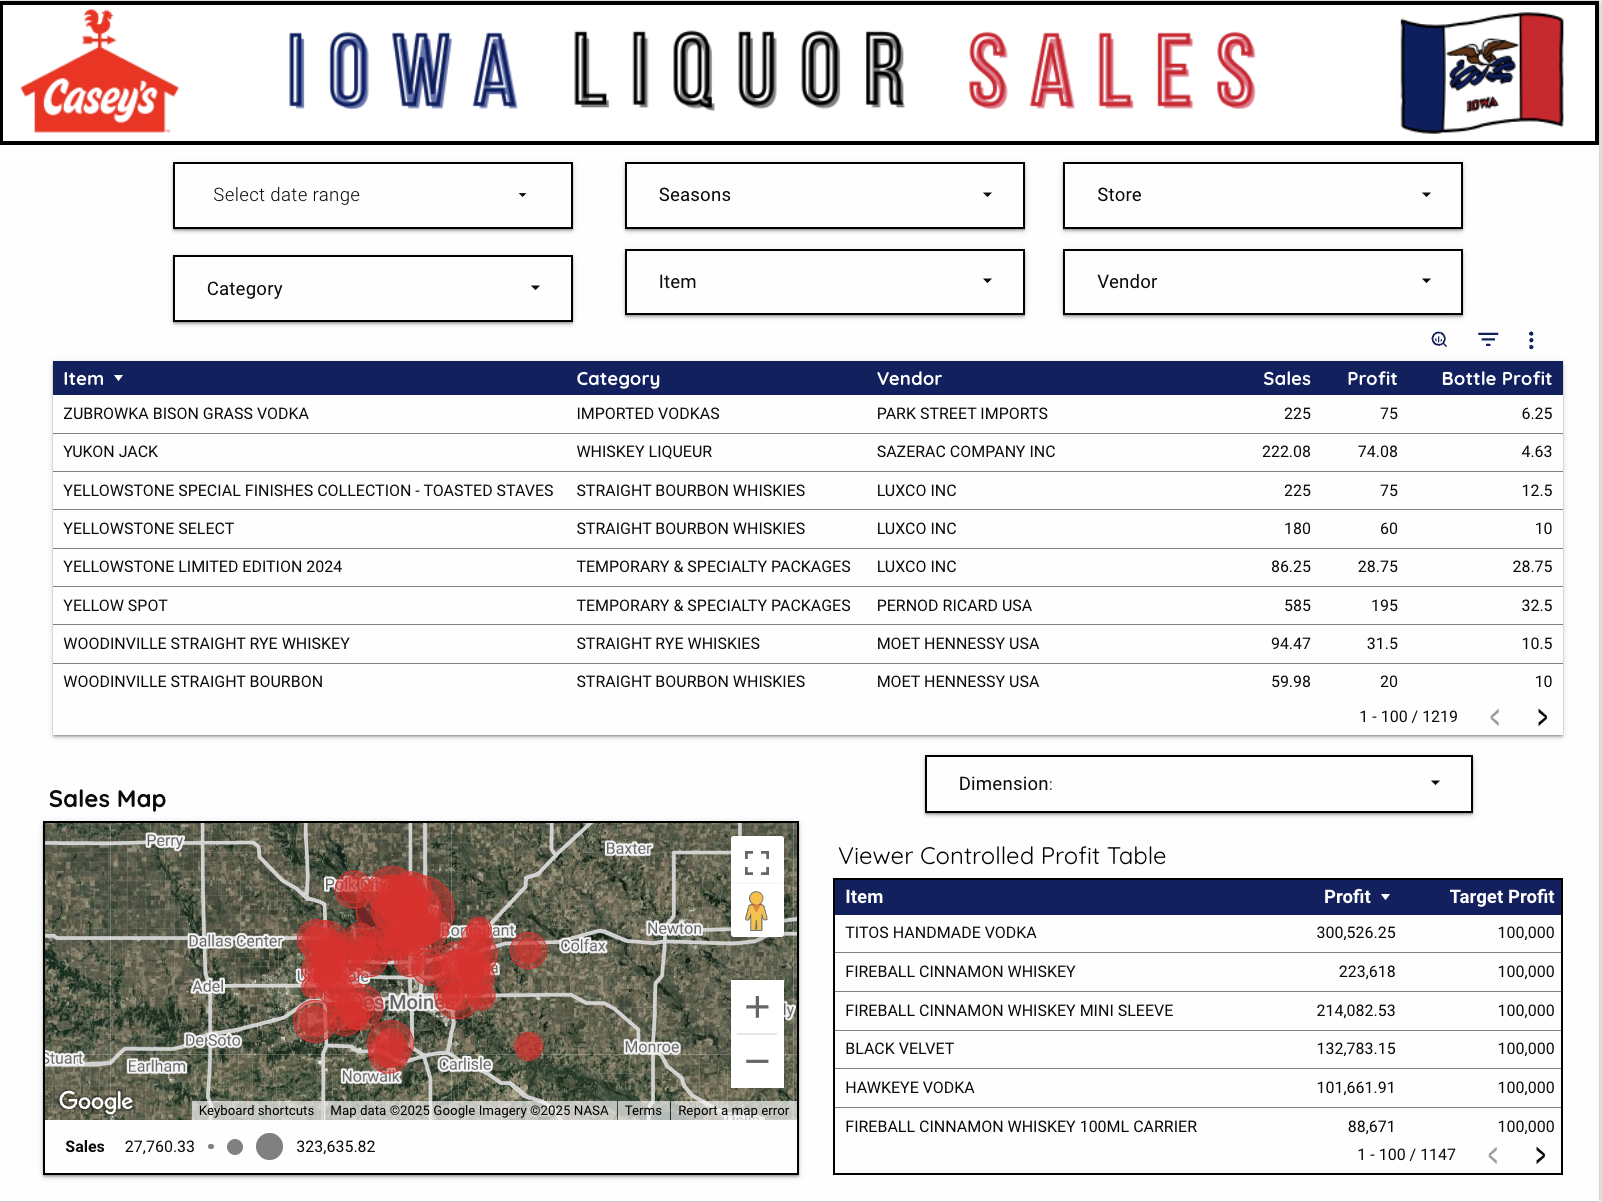 Casey's
IOWA LIQUOR SALES
IOWA
Select date range
Seasons
Store
Category
Item
Vendor
Item Category Vendor Sales Profit Bottle Profit
ZUBROWKA BISON GRASS VODKA IMPORTED VODKAS PARK STREET IMPORTS 225 75 6.25
YUKON JACK WHISKEY LIQUEUR SAZERAC COMPANY INC 222.08 74.08 4.63
YELLOWSTONE SPECIAL FINISHES COLLECTION - TOASTED STAVES STRAIGHT BOURBON WHISKIES LUXCO INC 225 75 12.5
YELLOWSTONE SELECT STRAIGHT BOURBON WHISKIES LUXCO INC 180 60 10
YELLOWSTONE LIMITED EDITION 2024 TEMPORARY & SPECIALTY PACKAGES LUXCO INC 86.25 28.75 28.75
YELLOW SPOT TEMPORARY & SPECIALTY PACKAGES PERNOD RICARD USA 585 195 32.5
WOODINVILLE STRAIGHT RYE WHISKEY STRAIGHT RYE WHISKIES MOET HENNESSY USA 94.47 31.5 10.5
WOODINVILLE STRAIGHT BOURBON STRAIGHT BOURBON WHISKIES MOET HENNESSY USA 59.98 20 10
1 - 100 / 1219
Dimension:
Sales Map
Perry
Baxter
Dallas Center
Newton
Colfax
Adel
De Soto
Stuart
Earlham
Norwalk
Carlisle
Monroe
Google
Keyboard shortcuts Map data ©2025 Google Imagery ©2025 NASA Terms Report a map error
Sales 27,760.33 323,635.82
Viewer Controlled Profit Table
Item Profit Target Profit
TITOS HANDMADE VODKA 300,526.25 100,000
FIREBALL CINNAMON WHISKEY 223,618 100,000
FIREBALL CINNAMON WHISKEY MINI SLEEVE 214,082.53 100,000
BLACK VELVET 132,783.15 100,000
HAWKEYE VODKA 101,661.91 100,000
FIREBALL CINNAMON WHISKEY 100ML CARRIER 88,671 100,000
1 - 100 / 1147